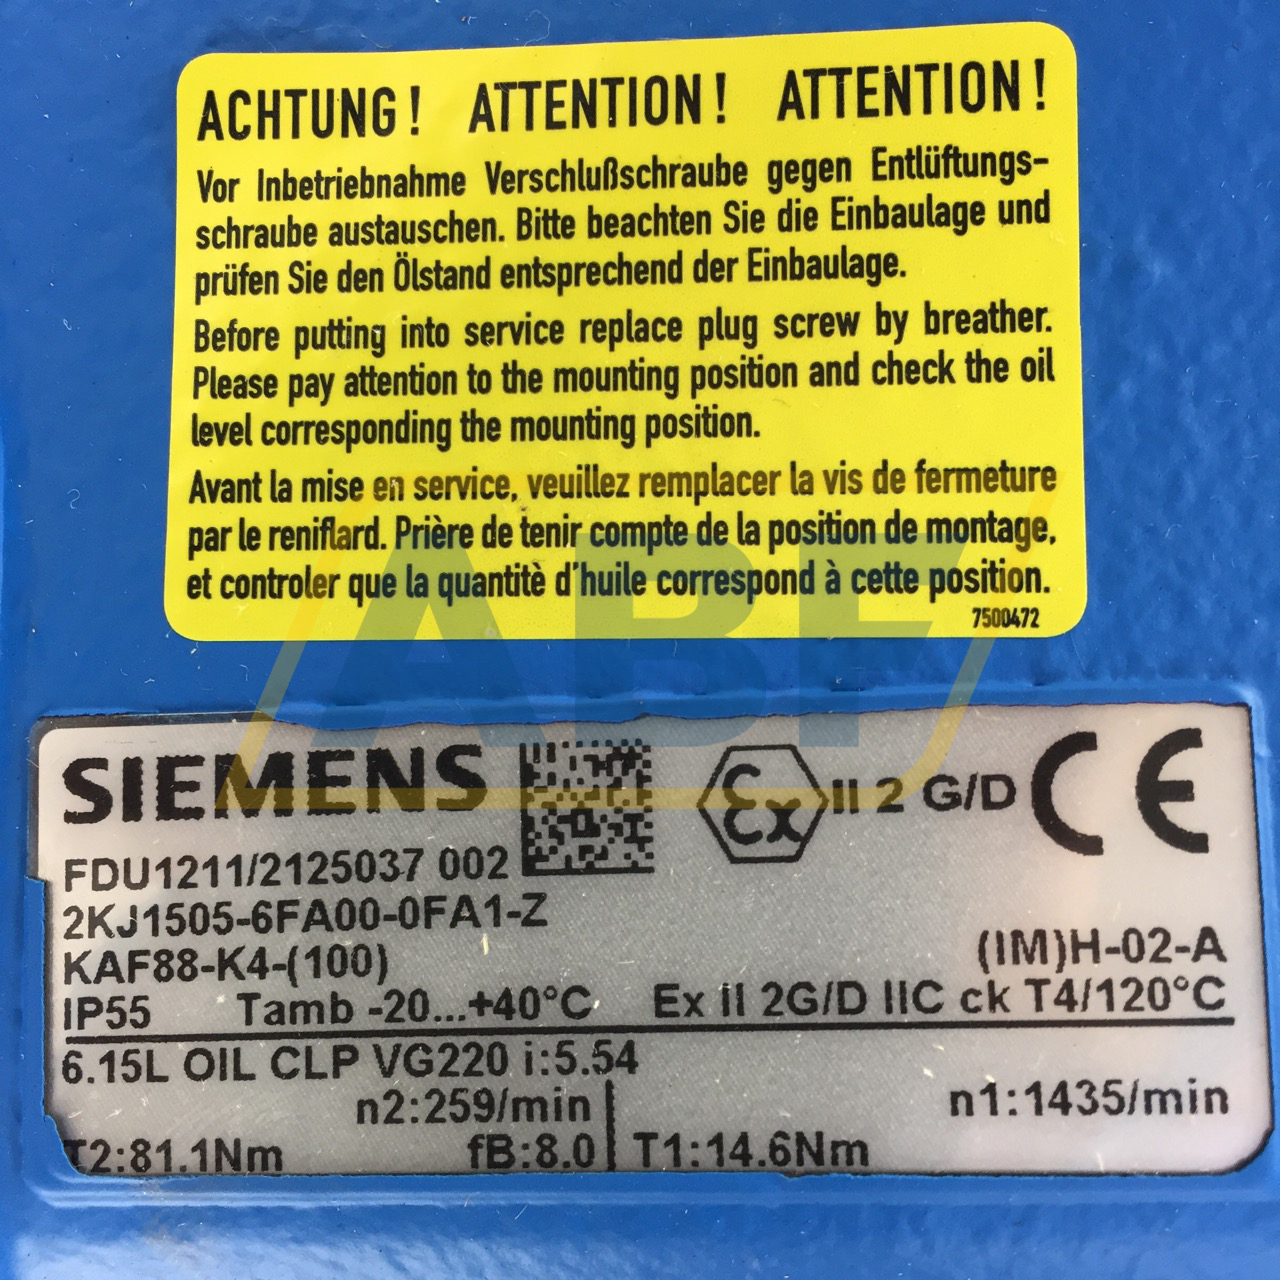 ACHTUNG! ATTENTION! ATTENTION!
Vor Inbetriebnahme Verschlußschraube gegen Entlüftungs-
schraube austauschen. Bitte beachten Sie die Einbaulage und
prüfen Sie den Ölstand entsprechend der Einbaulage.
Before putting into service replace plug screw by breather.
Please pay attention to the mounting position and check the oil
level corresponding the mounting position.
Avant la mise en service, veuillez remplacer la vis de fermeture
par le reniflard. Prière de tenir compte de la position de montage,
et controler que la quantitè d'huile correspond à cette position.
7500472
ABF
SIEMENS Ex II 2 G/D CE
FDU1211/2125037 002
2KJ1505-6FA00-0FA1-Z
KAF88-K4-(100) (IM)H-02-A
IP55 Tamb -20...+40°C Ex II 2G/D IIC ck T4/120°C
6.15L OIL CLP VG220 i:5.54
n2:259/min n1:1435/min
T2:81.1Nm fB:8.0 T1:14.6Nm